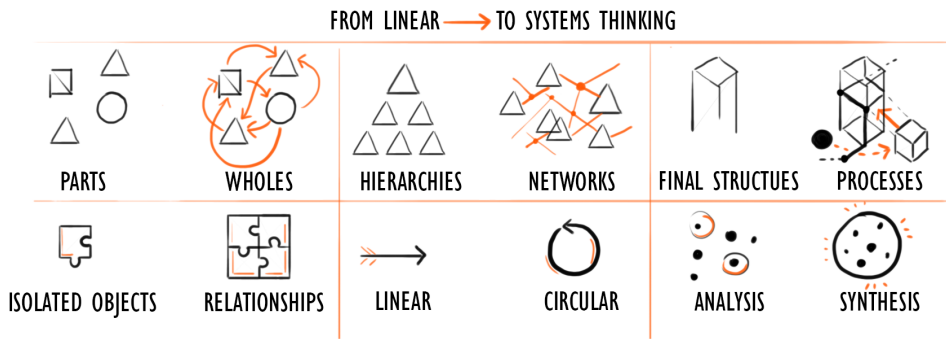 FROM LINEAR TO SYSTEMS THINKING
PARTS
WHOLES
HIERARCHIES
NETWORKS
FINAL STRUCTUES
PROCESSES
ISOLATED OBJECTS
RELATIONSHIPS
LINEAR
CIRCULAR
ANALYSIS
SYNTHESIS